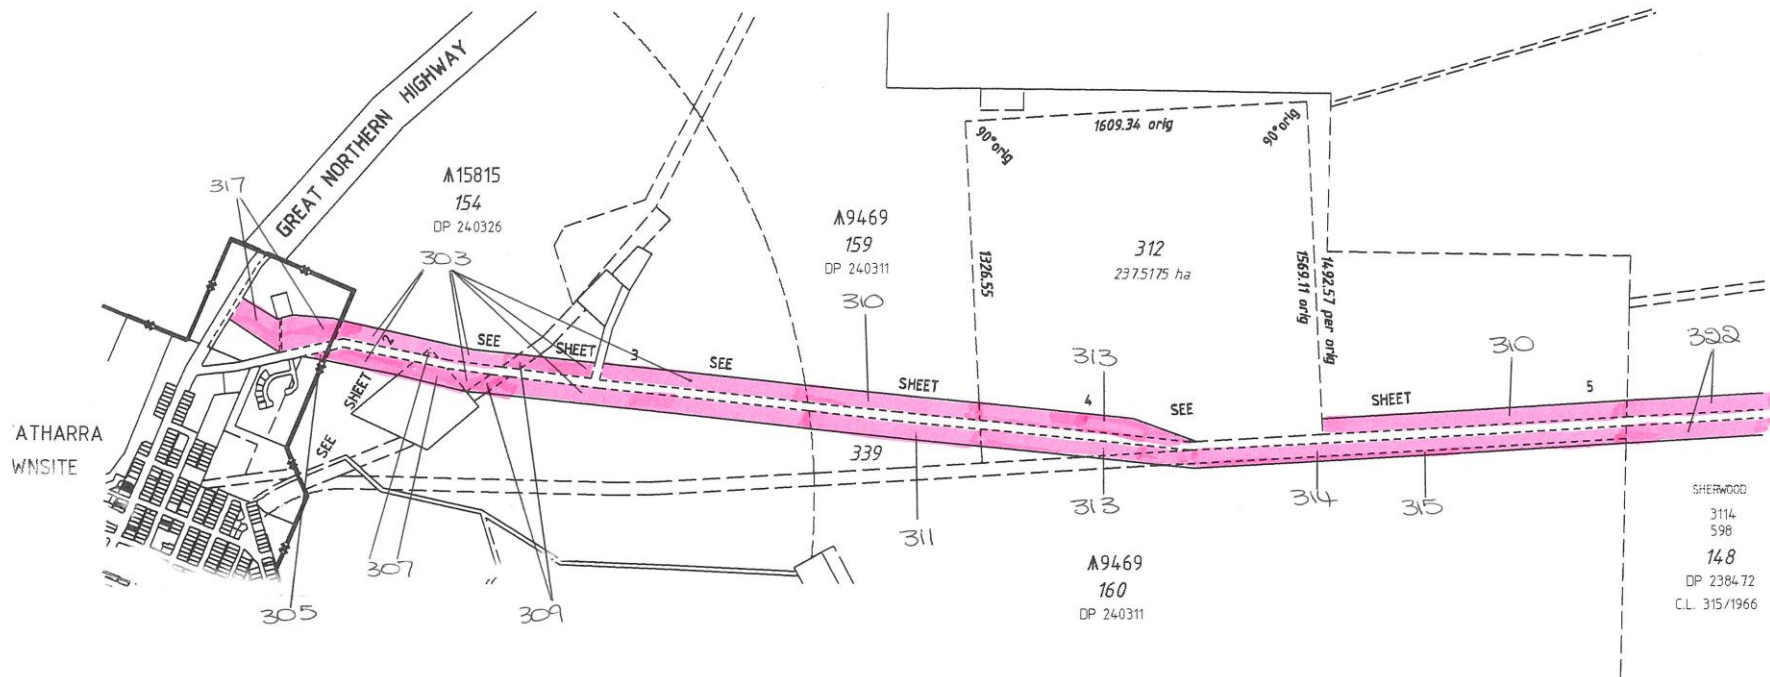 GREAT NORTHERN HIGHWAY
317
⩚15815
154
DP 240326
303
⩚9469
159
DP 240311
310
1609.34 orig
90° orig
90° orig
1326.55
312
237.5175 ha
1569.11 orig
1492.57 per orig
SEE SHEET 2
SEE SHEET 3
SEE SHEET 4
SEE SHEET 5
313
310
322
ATHARRA
WNSITE
339
307
305
309
311
313
314
315
⩚9469
160
DP 240311
SHERWOOD
3114
598
148
DP 238472
C.L. 315/1966